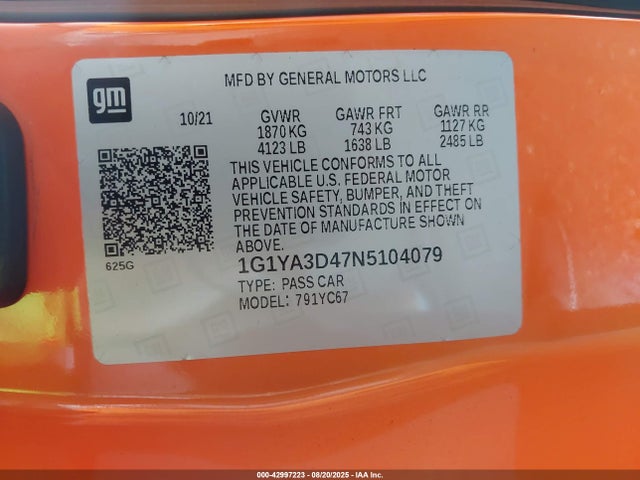 gm
MFD BY GENERAL MOTORS LLC
10/21 GVWR GAWR FRT GAWR RR
1870 KG 743 KG 1127 KG
4123 LB 1638 LB 2485 LB
THIS VEHICLE CONFORMS TO ALL
APPLICABLE U.S. FEDERAL MOTOR
VEHICLE SAFETY, BUMPER, AND THEFT
PREVENTION STANDARDS IN EFFECT ON
THE DATE OF MANUFACTURE SHOWN
ABOVE.
625G
1G1YA3D47N5104079
TYPE: PASS CAR
MODEL: 791YC67
000-42997223 - 08/20/2025 - IAA Inc.